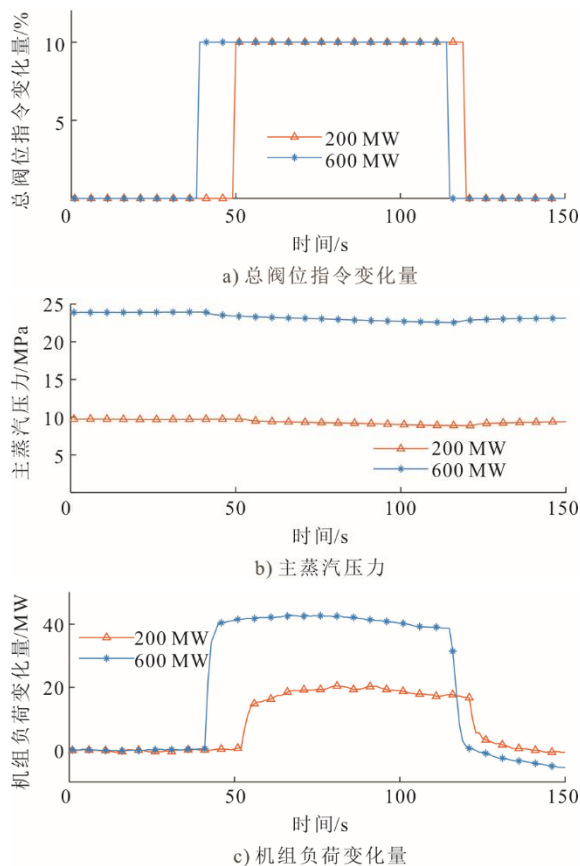 总阀位指令变化量/%
10
5
0
200 MW
600 MW
0
50
100
150
时间/s
a) 总阀位指令变化量
主蒸汽压力/MPa
25
20
15
10
5
200 MW
600 MW
0
50
100
150
时间/s
b) 主蒸汽压力
机组负荷变化量/MW
40
20
0
200 MW
600 MW
0
50
100
150
时间/s
c) 机组负荷变化量